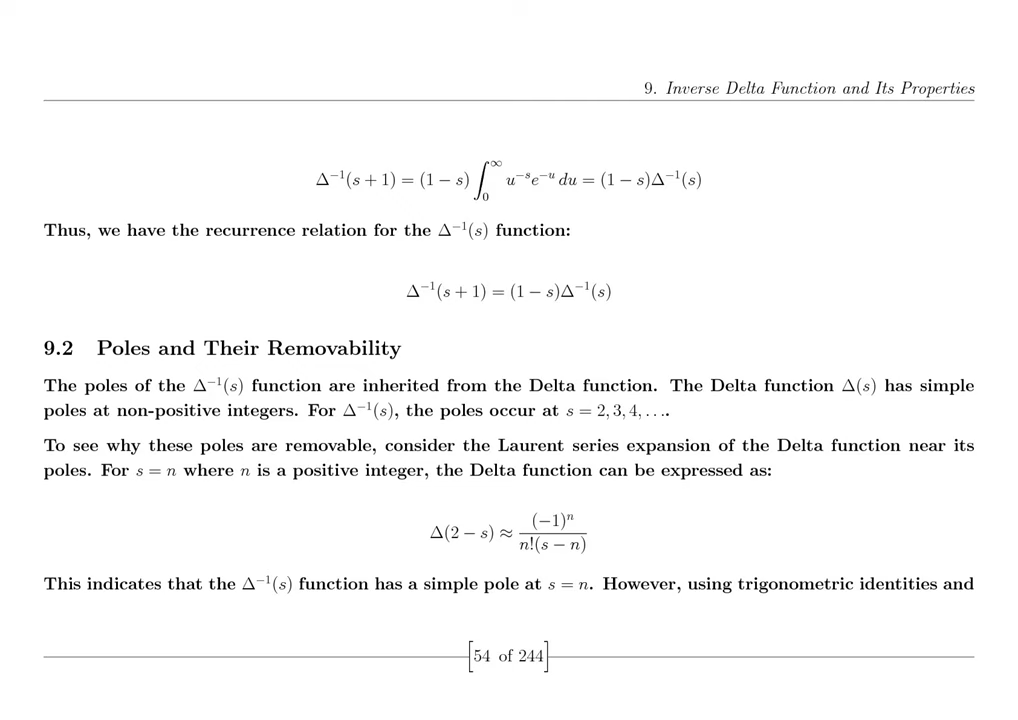 9. Inverse Delta Function and Its Properties
Δ⁻¹(s + 1) = (1 − s) ∫₀^∞ u⁻ˢe⁻ᵘ du = (1 − s)Δ⁻¹(s)
Thus, we have the recurrence relation for the Δ⁻¹(s) function:
Δ⁻¹(s + 1) = (1 − s)Δ⁻¹(s)
9.2 Poles and Their Removability
The poles of the Δ⁻¹(s) function are inherited from the Delta function. The Delta function Δ(s) has simple
poles at non-positive integers. For Δ⁻¹(s), the poles occur at s = 2, 3, 4, . . ..
To see why these poles are removable, consider the Laurent series expansion of the Delta function near its
poles. For s = n where n is a positive integer, the Delta function can be expressed as:
Δ(2 − s) ≈ (−1)ⁿ / n!(s − n)
This indicates that the Δ⁻¹(s) function has a simple pole at s = n. However, using trigonometric identities and
[54 of 244]